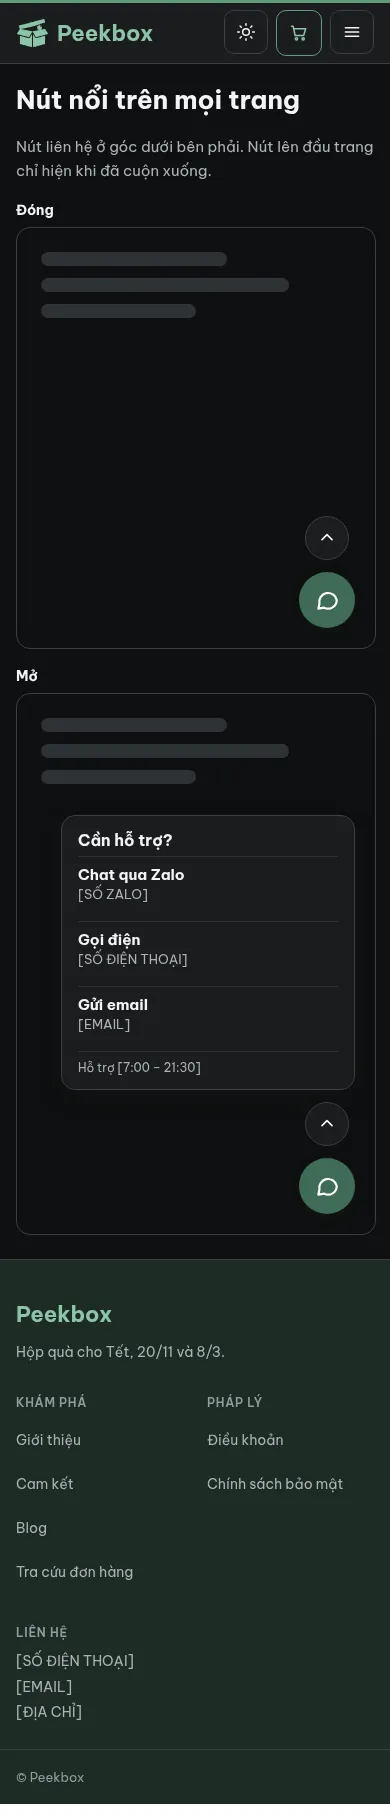 Peekbox
Nút nổi trên mọi trang
Nút liên hệ ở góc dưới bên phải. Nút lên đầu trang
chỉ hiện khi đã cuộn xuống.
Đóng
Mở
Cần hỗ trợ?
Chat qua Zalo
[SỐ ZALO]
Gọi điện
[SỐ ĐIỆN THOẠI]
Gửi email
[EMAIL]
Hỗ trợ [7:00 – 21:30]
Peekbox
Hộp quà cho Tết, 20/11 và 8/3.
KHÁM PHÁ
Giới thiệu
Cam kết
Blog
Tra cứu đơn hàng
PHÁP LÝ
Điều khoản
Chính sách bảo mật
LIÊN HỆ
[SỐ ĐIỆN THOẠI]
[EMAIL]
[ĐỊA CHỈ]
© Peekbox